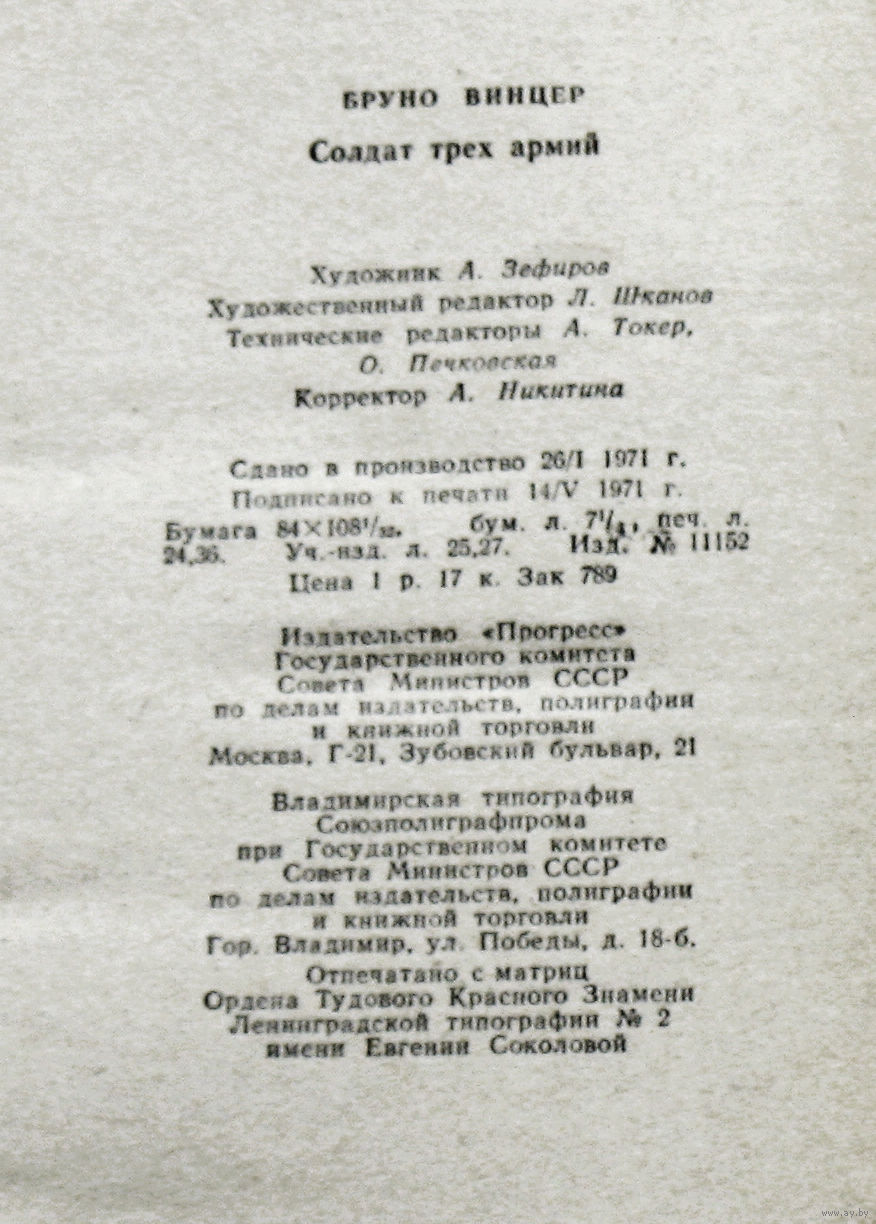 БРУНО ВИНЦЕР
Солдат трех армий
Художник А. Зефиров
Художественный редактор Л. Шканов
Технические редакторы А. Токер,
О. Печковская
Корректор А. Никитина
Сдано в производство 26/I 1971 г.
Подписано к печати 14/V 1971 г.
Бумага 84×108¹/₃₂. бум. л. 7¹/₄, печ. л.
24,36. Уч.-изд. л. 25,27. Изд. № 11152
Цена 1 р. 17 к. Зак 789
Издательство «Прогресс»
Государственного комитета
Совета Министров СССР
по делам издательств, полиграфии
и книжной торговли
Москва, Г-21, Зубовский бульвар, 21
Владимирская типография
Союзполиграфпрома
при Государственном комитете
Совета Министров СССР
по делам издательств, полиграфии
и книжной торговли
Гор. Владимир, ул. Победы, д. 18-б.
Отпечатано с матриц
Ордена Тудового Красного Знамени
Ленинградской типографии № 2
имени Евгении Соколовой
www.ay.by